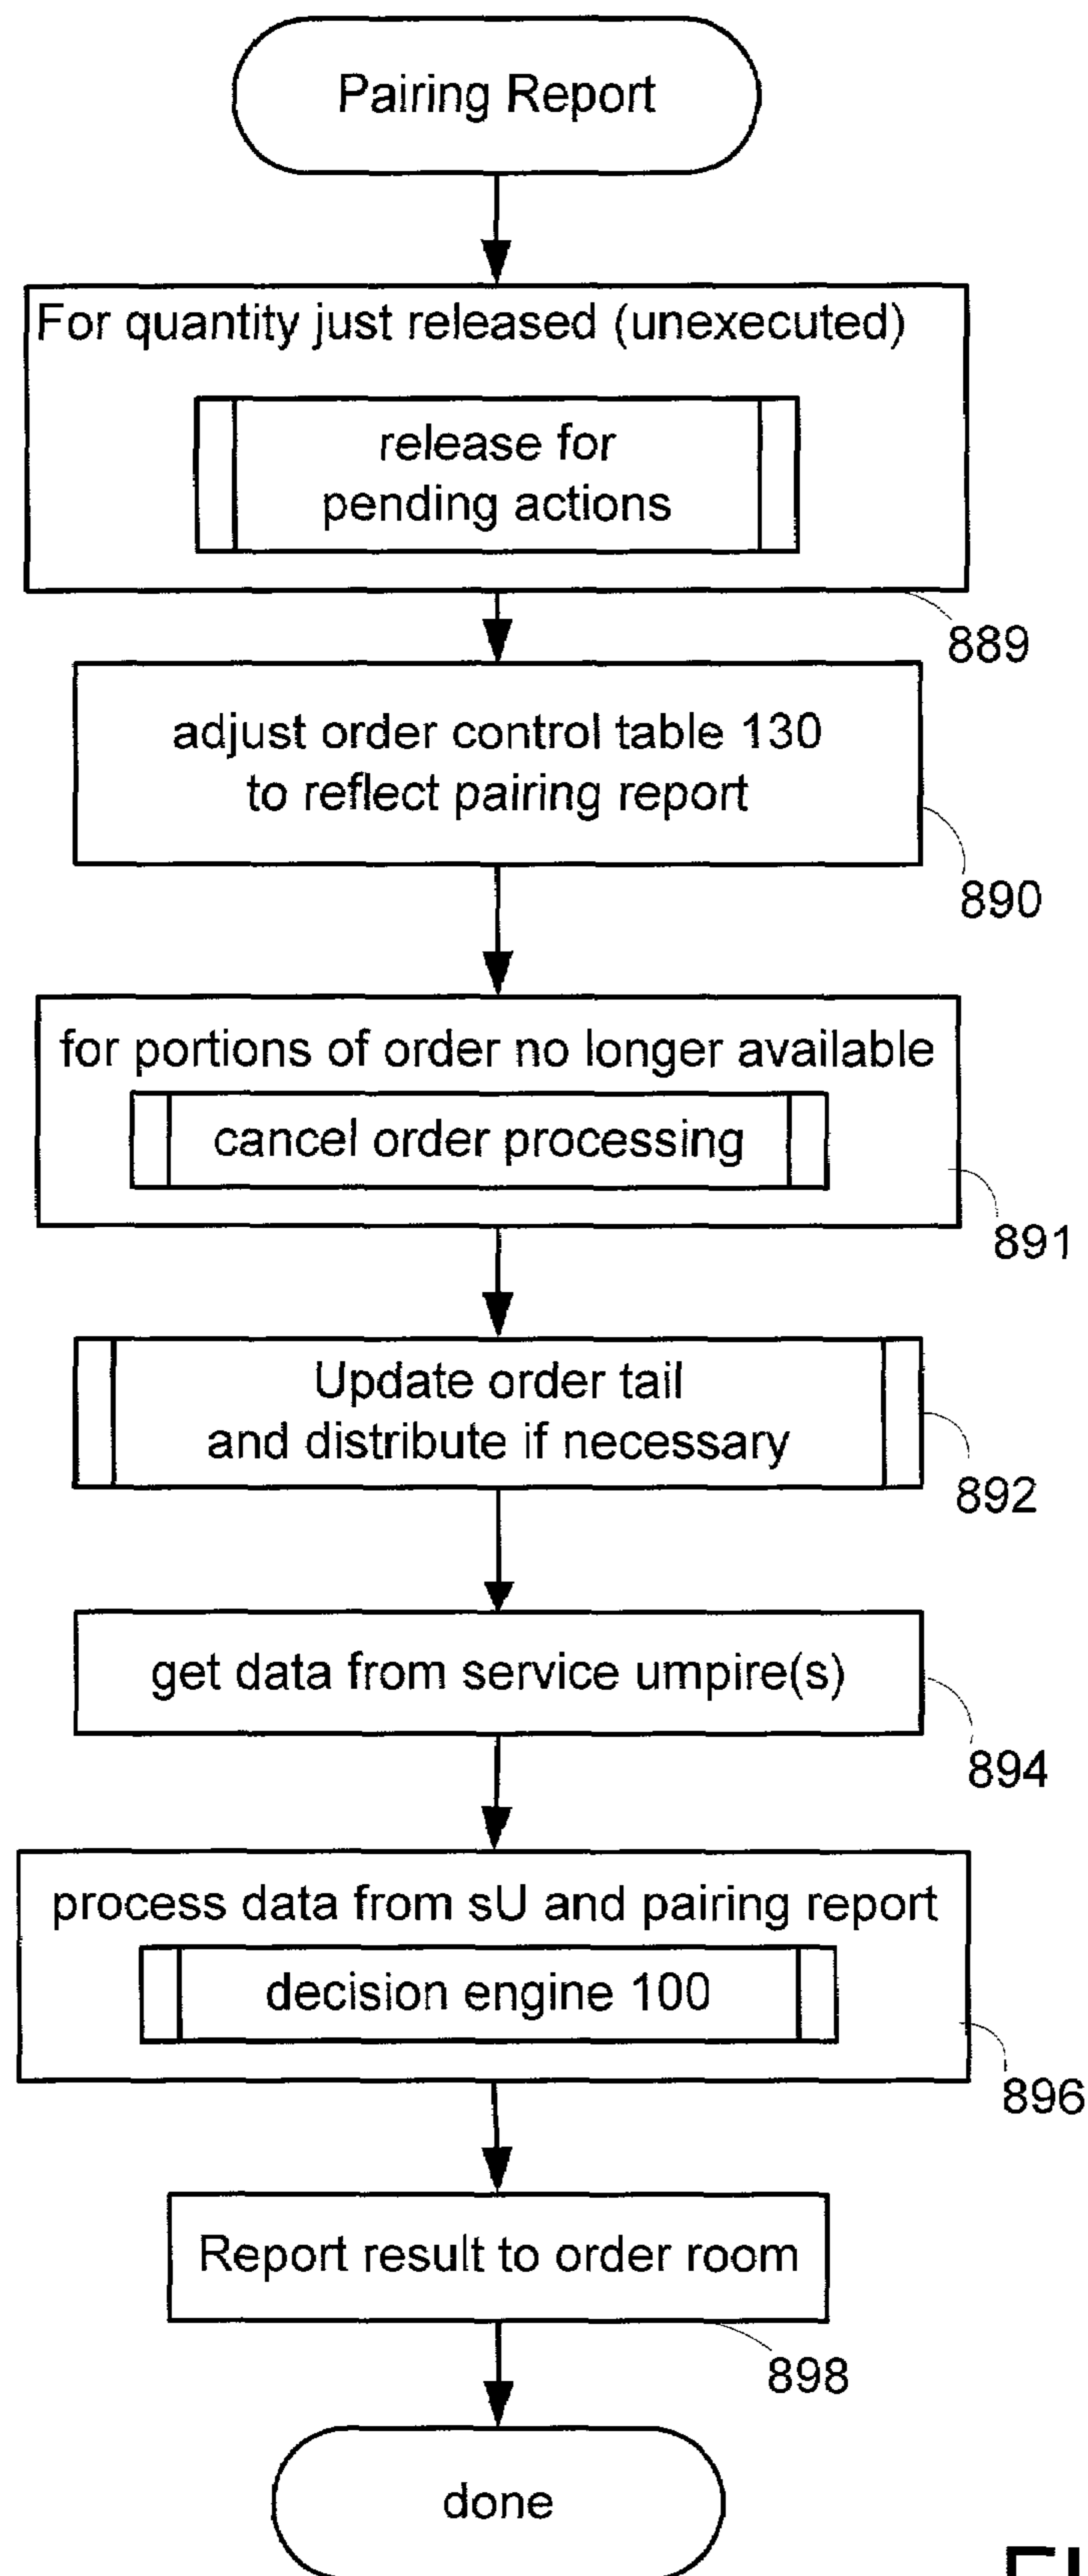 Pairing Report
For quantity just released (unexecuted)
release for
pending actions
889
adjust order control table 130
to reflect pairing report
890
for portions of order no longer available
cancel order processing
891
Update order tail
and distribute if necessary
892
get data from service umpire(s)
894
process data from sU and pairing report
decision engine 100
896
Report result to order room
898
done